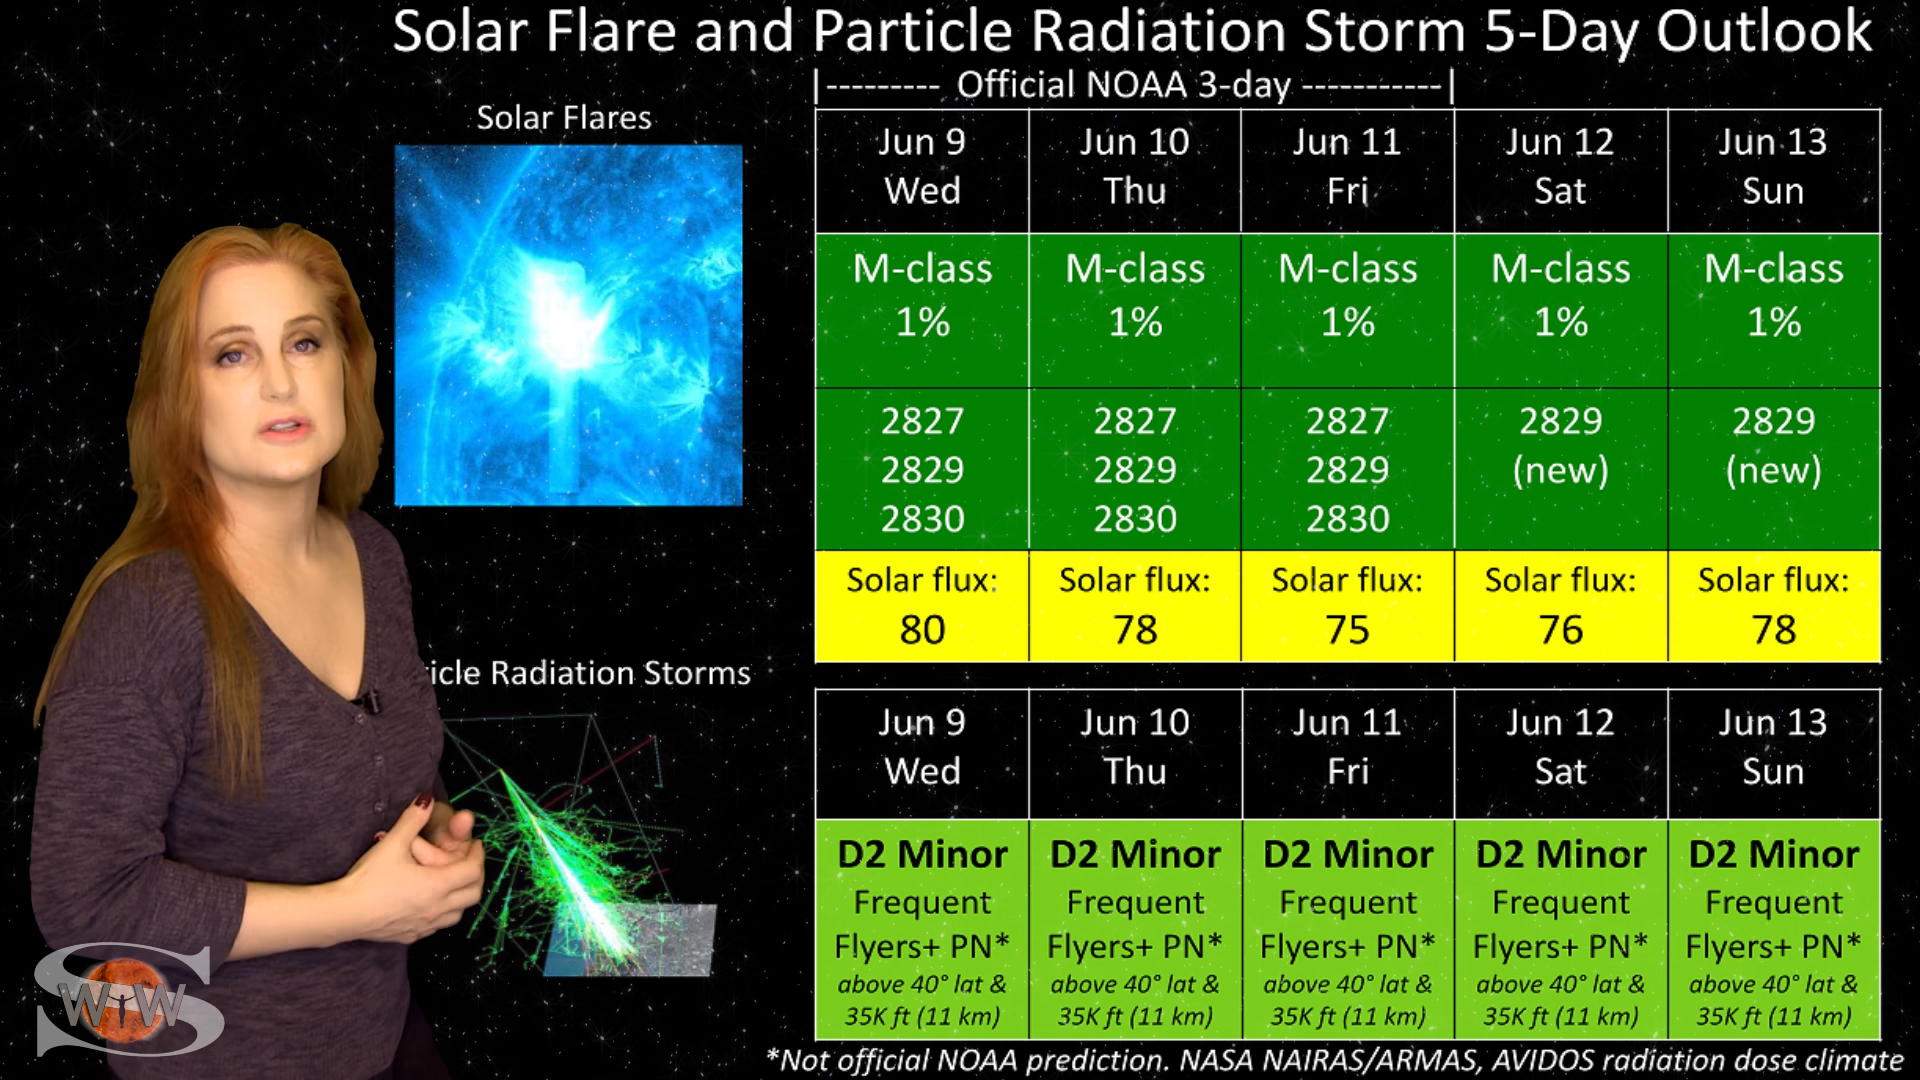 Solar Flare and Particle Radiation Storm 5-Day Outlook
|--------- Official NOAA 3-day -----------|
Solar Flares
Jun 9 Jun 10 Jun 11 Jun 12 Jun 13
Wed Thu Fri Sat Sun
M-class M-class M-class M-class M-class
1% 1% 1% 1% 1%
2827 2827 2827 2829 2829
2829 2829 2829 (new) (new)
2830 2830 2830
Solar flux: Solar flux: Solar flux: Solar flux: Solar flux:
80 78 75 76 78
Radiation Storms
Jun 9 Jun 10 Jun 11 Jun 12 Jun 13
Wed Thu Fri Sat Sun
D2 Minor D2 Minor D2 Minor D2 Minor D2 Minor
Frequent Frequent Frequent Frequent Frequent
Flyers+ PN* Flyers+ PN* Flyers+ PN* Flyers+ PN* Flyers+ PN*
above 40° lat & above 40° lat & above 40° lat & above 40° lat & above 40° lat &
35K ft (11 km) 35K ft (11 km) 35K ft (11 km) 35K ft (11 km) 35K ft (11 km)
S
WTW
*Not official NOAA prediction. NASA NAIRAS/ARMAS, AVIDOS radiation dose climate